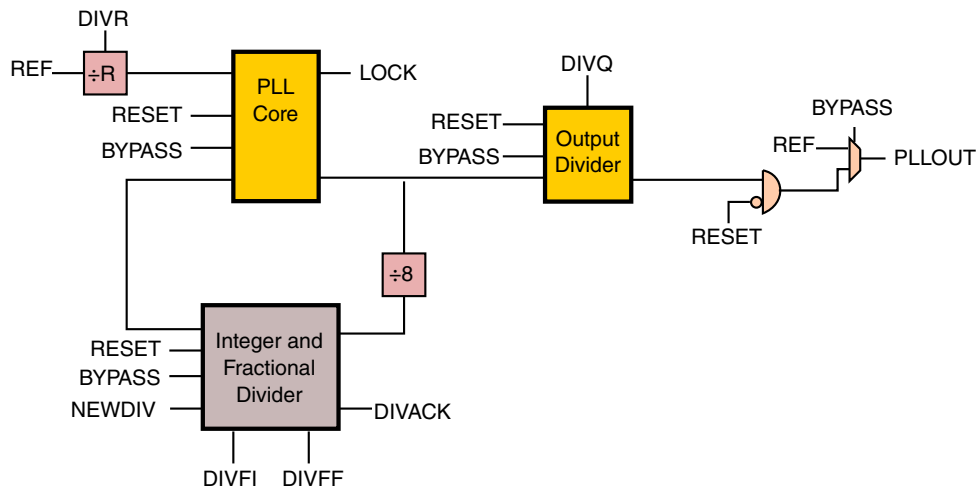 DIVR
REF
÷R
PLL
Core
LOCK
RESET
BYPASS
DIVQ
RESET
BYPASS
Output
Divider
BYPASS
REF
PLLOUT
RESET
÷8
Integer and
Fractional
Divider
RESET
BYPASS
NEWDIV
DIVACK
DIVFI
DIVFF